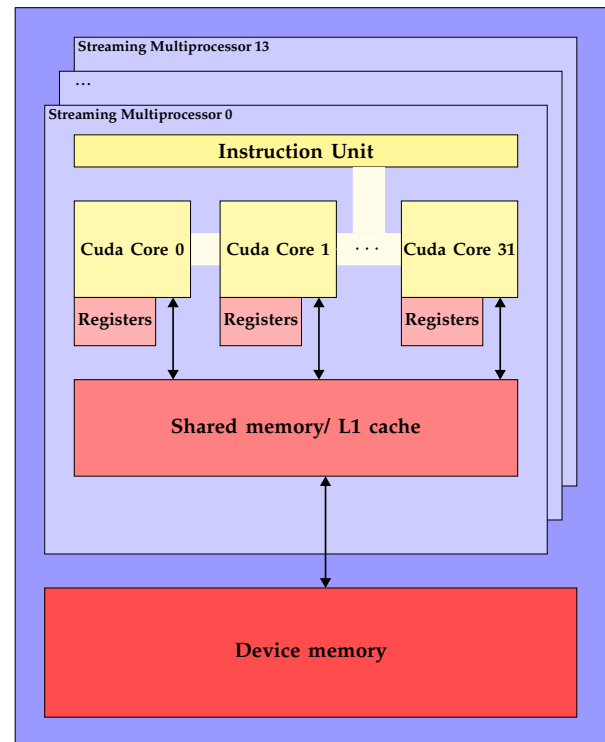 Streaming Multiprocessor 13
...
Streaming Multiprocessor 0
Instruction Unit
Cuda Core 0
Cuda Core 1
...
Cuda Core 31
Registers
Registers
Registers
Shared memory/ L1 cache
Device memory